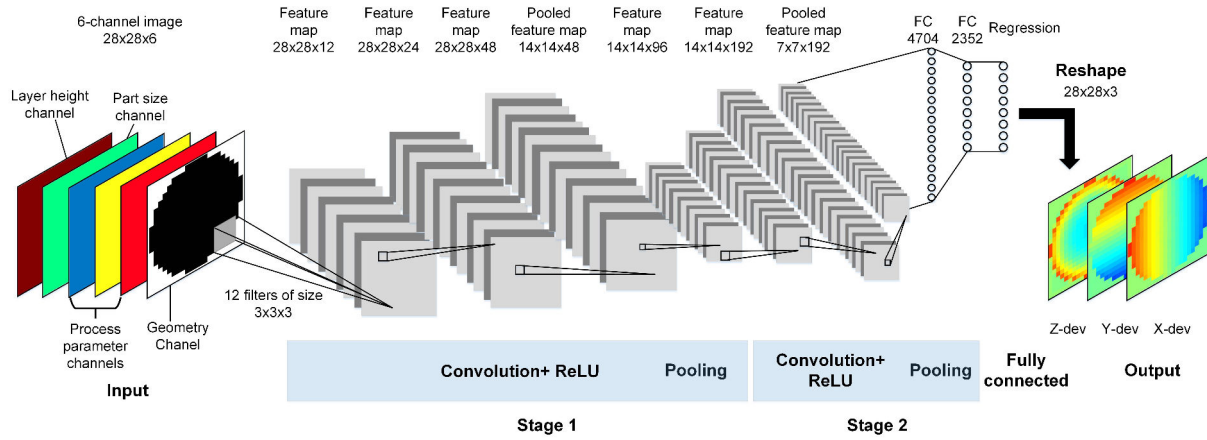 6-channel image
28x28x6
Feature
map
28x28x12
Feature
map
28x28x24
Feature
map
28x28x48
Pooled
feature map
14x14x48
Feature
map
14x14x96
Feature
map
14x14x192
Pooled
feature map
7x7x192
FC
4704
FC
2352
Regression
Reshape
28x28x3
Layer height
channel
Part size
channel
12 filters of size
3x3x3
Process
parameter
channels
Geometry
Chanel
Input
Convolution+ ReLU
Pooling
Stage 1
Convolution+
ReLU
Pooling
Stage 2
Fully
connected
Z-dev
Y-dev
X-dev
Output